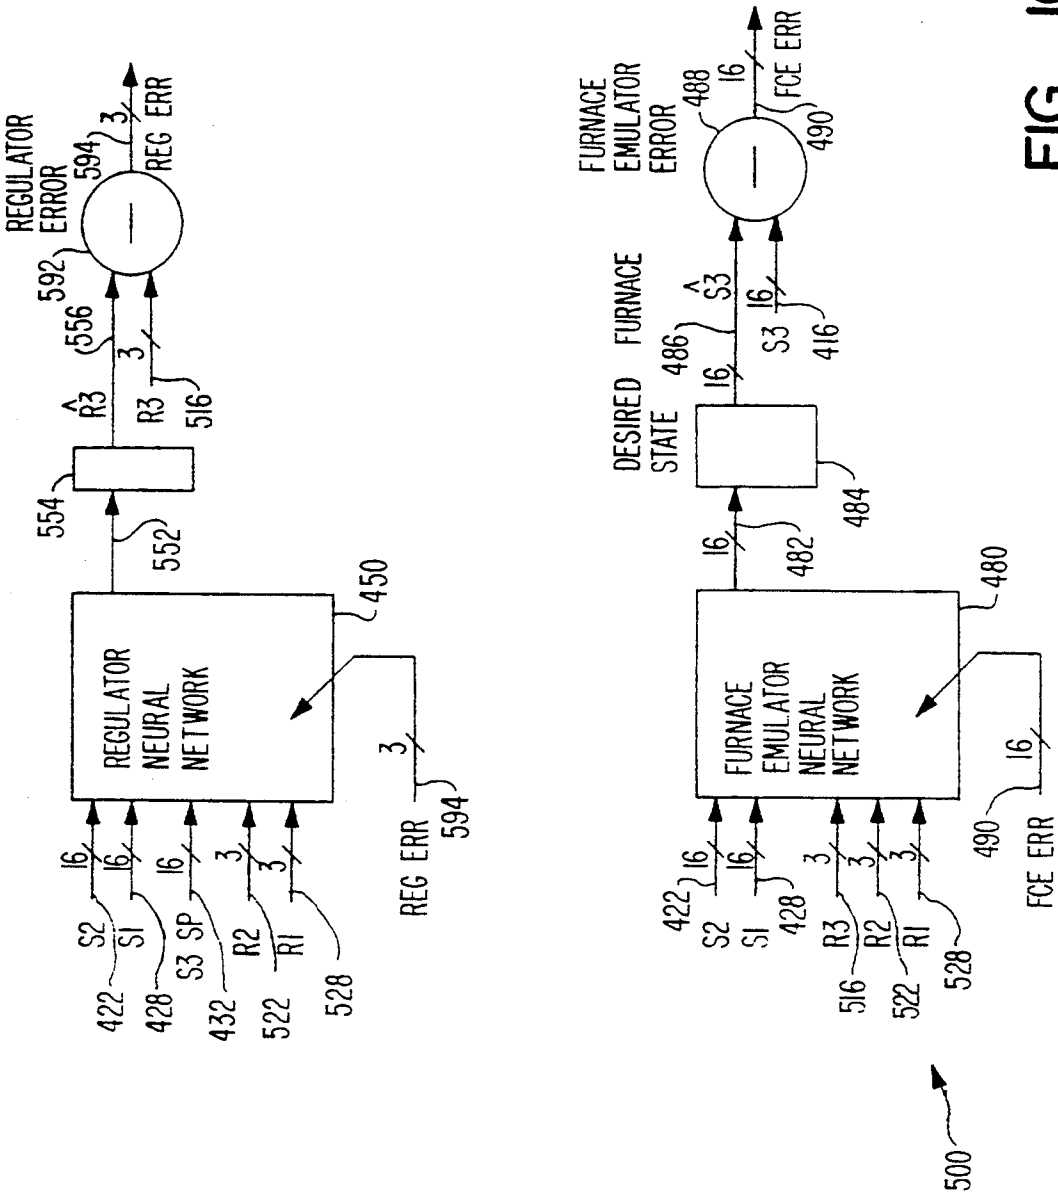 REGULATOR
ERROR
592
594
3
REG ERR
556
^
R3
3
R3
516
554
552
REGULATOR
NEURAL
NETWORK
450
16
S2
422
16
S1
428
16
S3 SP
432
3
R2
522
3
R1
528
REG ERR
3
594
FURNACE
EMULATOR
ERROR
488
16
FCE ERR
490
DESIRED FURNACE
STATE
486
16
^
S3
16
S3
416
484
16
482
FURNACE
EMULATOR
NEURAL
NETWORK
480
422
16
S2
16
S1
428
3
R3
516
3
R2
522
3
R1
528
490
16
FCE ERR
500
FIG